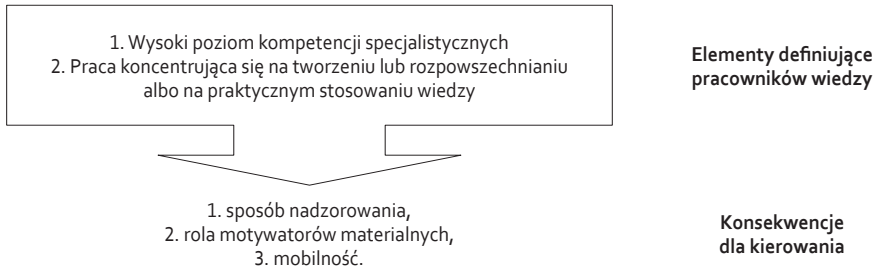 1. Wysoki poziom kompetencji specjalistycznych
2. Praca koncentrująca się na tworzeniu lub rozpowszechnianiu
albo na praktycznym stosowaniu wiedzy
Elementy definiujące
pracowników wiedzy
1. sposób nadzorowania,
2. rola motywatorów materialnych,
3. mobilność.
Konsekwencje
dla kierowania